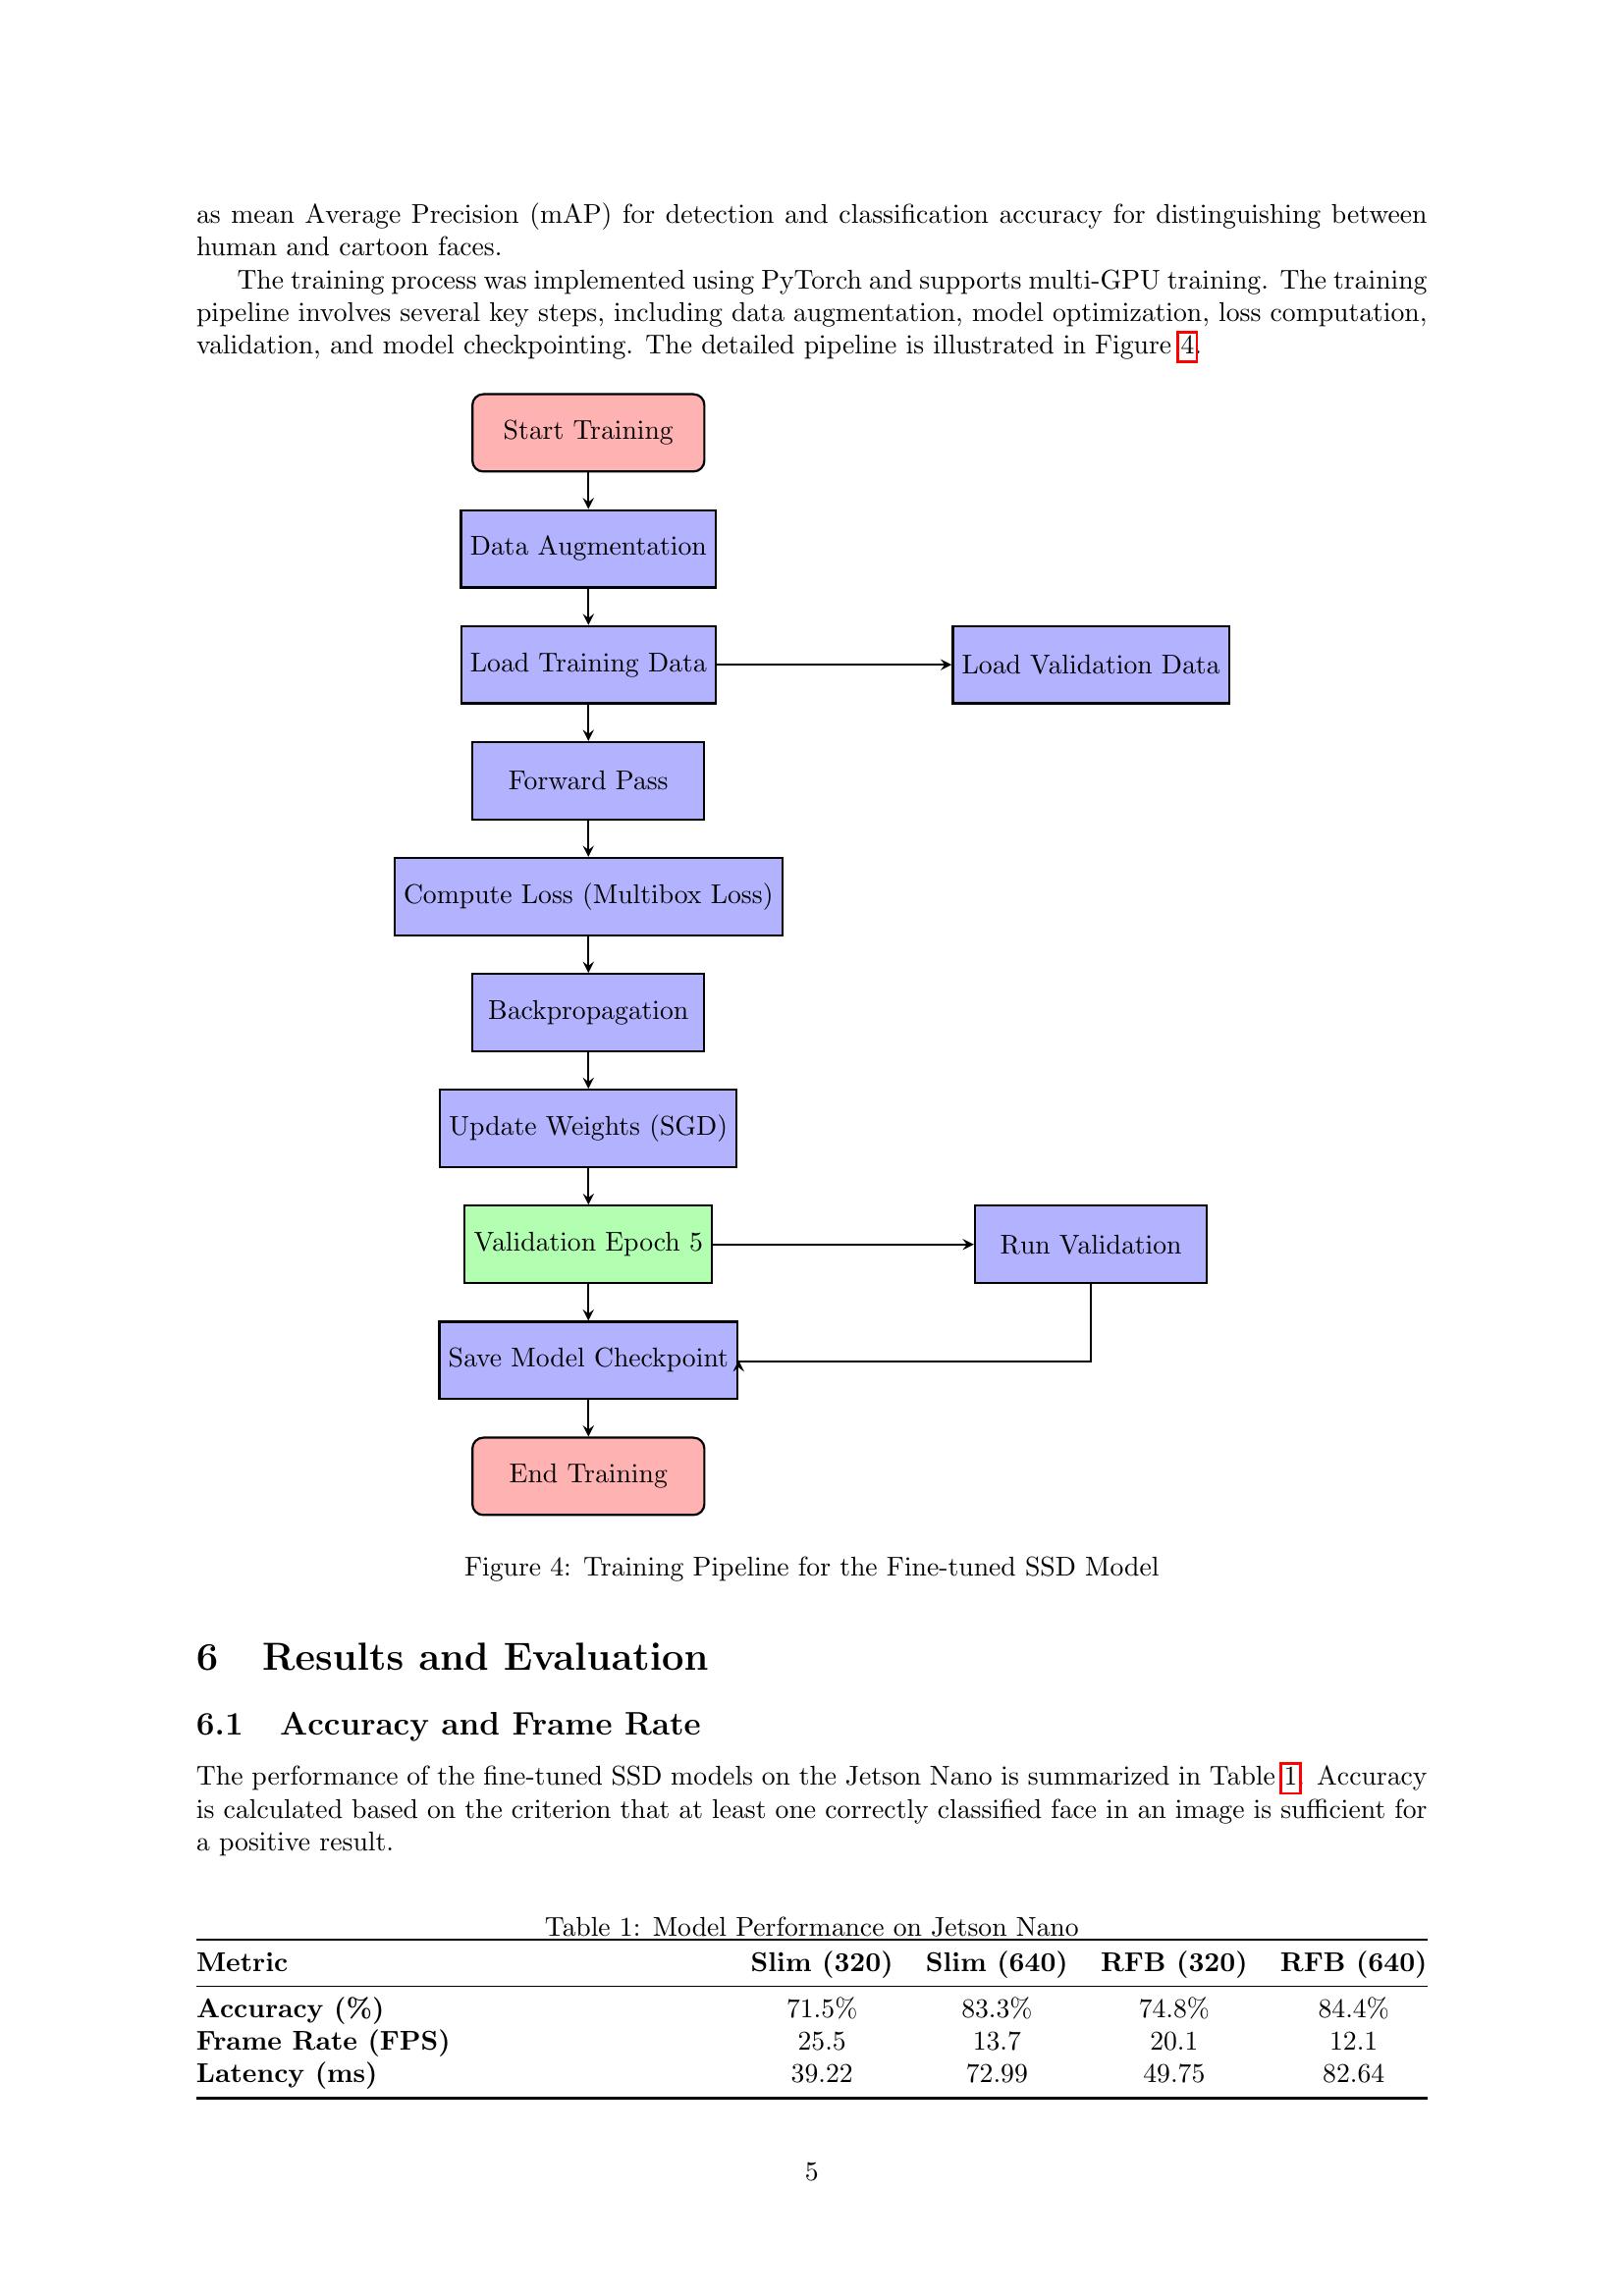 as mean Average Precision (mAP) for detection and classification accuracy for distinguishing between
human and cartoon faces.
The training process was implemented using PyTorch and supports multi-GPU training. The training
pipeline involves several key steps, including data augmentation, model optimization, loss computation,
validation, and model checkpointing. The detailed pipeline is illustrated in Figure 4.
Start Training
Data Augmentation
Load Training Data
Load Validation Data
Forward Pass
Compute Loss (Multibox Loss)
Backpropagation
Update Weights (SGD)
Validation Epoch 5
Run Validation
Save Model Checkpoint
End Training
Figure 4: Training Pipeline for the Fine-tuned SSD Model
6 Results and Evaluation
6.1 Accuracy and Frame Rate
The performance of the fine-tuned SSD models on the Jetson Nano is summarized in Table 1. Accuracy
is calculated based on the criterion that at least one correctly classified face in an image is sufficient for
a positive result.
Table 1: Model Performance on Jetson Nano
Metric Slim (320) Slim (640) RFB (320) RFB (640)
Accuracy (%) 71.5% 83.3% 74.8% 84.4%
Frame Rate (FPS) 25.5 13.7 20.1 12.1
Latency (ms) 39.22 72.99 49.75 82.64
5